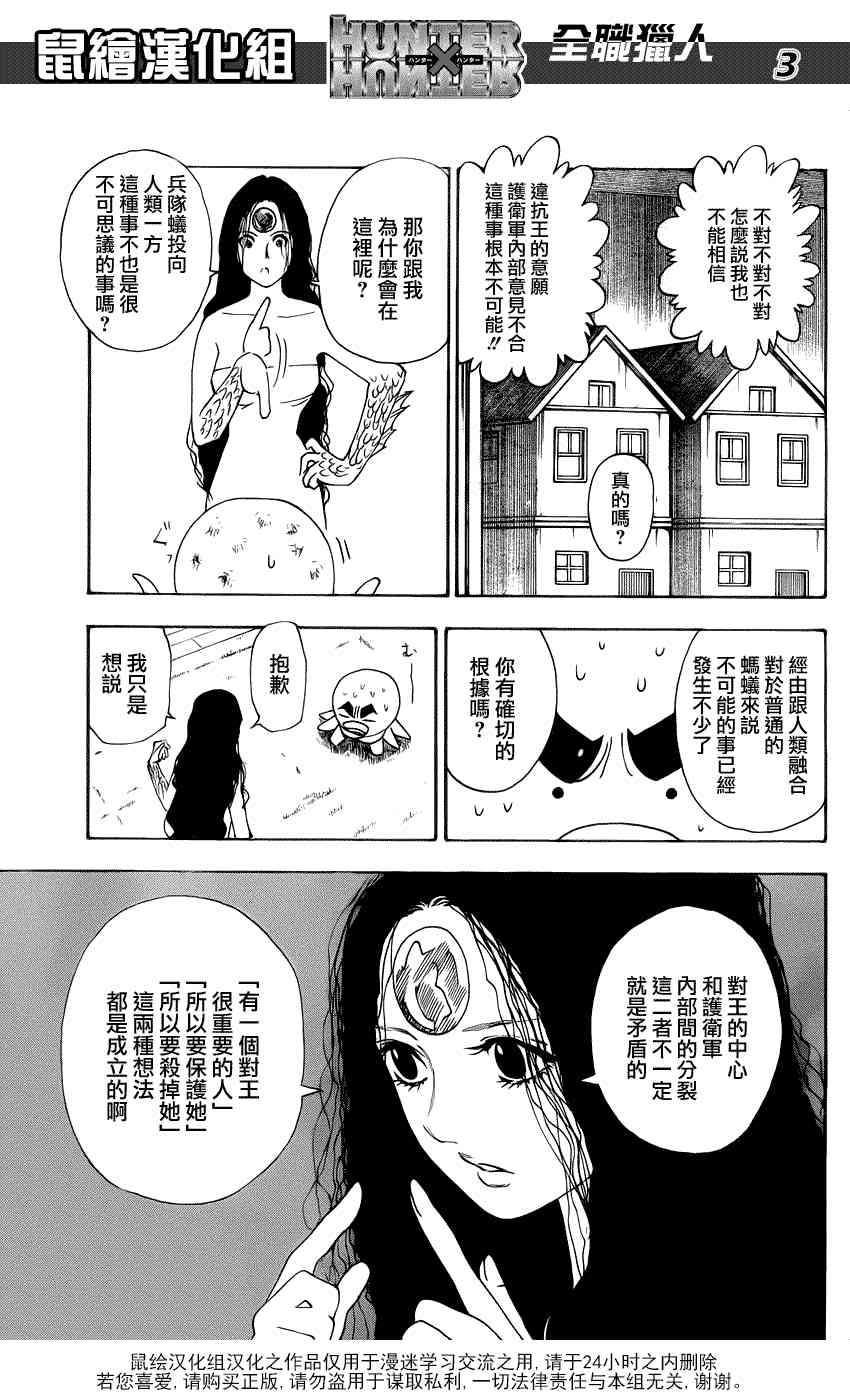 鼠繪漢化組
HUNTER×HUNTER
ハンター×ハンター
全職獵人
3
不對不對不對
怎麼說我也
不能相信
違抗王的意願
護衛軍內部意見不合
這種事根本不可能!!
真的嗎?
那你跟我
為什麼會在
這裡呢?
兵隊蟻投向
人類一方
這種事不也是很
不可思議的事嗎?
經由跟人類融合
對於普通的
螞蟻來說
不可能的事已經
發生不少了
你有確切的
根據嗎?
む
抱歉
我只是
想說
對王的中心
和護衛軍
內部間的分裂
這二者不一定
就是矛盾的
「有一個對王
很重要的人」
「所以要保護她」
「所以要殺掉她」
這兩種想法
都是成立的啊
鼠绘汉化组汉化之作品仅用于漫迷学习交流之用, 请于24小时之内删除
若您喜爱, 请购买正版, 请勿盗用于谋取私利, 一切法律责任与本组无关, 谢谢。